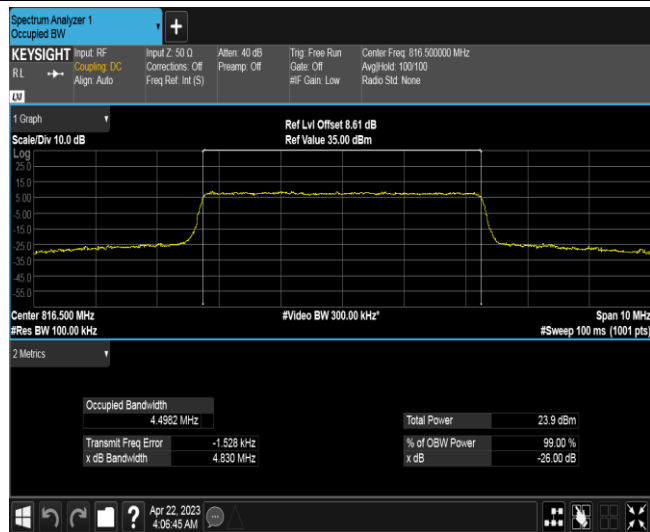 Spectrum Analyzer 1
Occupied BW
+
KEYSIGHT
RL
LXI
Input: RF
Coupling: DC
Align: Auto
Input Z: 50 Ω
Corrections: Off
Freq Ref: Int (S)
Atten: 40 dB
Preamp: Off
Trig: Free Run
Gate: Off
#IF Gain: Low
Center Freq: 816.500000 MHz
Avg|Hold: 100/100
Radio Std: None
1 Graph
Scale/Div 10.0 dB
Ref Lvl Offset 8.61 dB
Ref Value 35.00 dBm
Log
25.0
15.0
5.00
-5.00
-15.0
-25.0
-35.0
-45.0
-55.0
Center 816.500 MHz
#Res BW 100.00 kHz
#Video BW 300.00 kHz*
Span 10 MHz
#Sweep 100 ms (1001 pts)
2 Metrics
Occupied Bandwidth
4.4982 MHz
Transmit Freq Error -1.528 kHz
x dB Bandwidth 4.830 MHz
Total Power 23.9 dBm
% of OBW Power 99.00 %
x dB -26.00 dB
?
Apr 22, 2023
4:06:45 AM